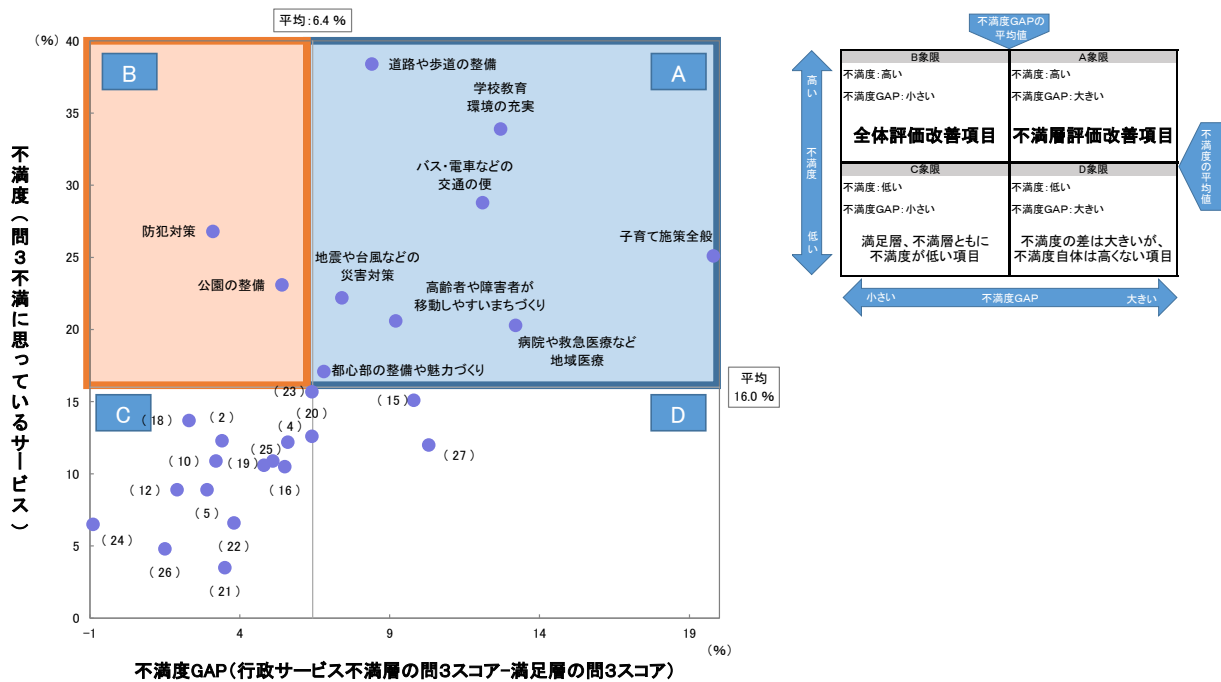 平均:6.4 %
(%)
40
35
30
25
20
15
10
5
0
-1
4
9
14
19
(%)
不満度(問3不満に思っているサービス)
不満度GAP(行政サービス不満層の問3スコア-満足層の問3スコア)
B
A
C
D
道路や歩道の整備
学校教育
環境の充実
バス・電車などの
交通の便
子育て施策全般
防犯対策
公園の整備
地震や台風などの
災害対策
高齢者や障害者が
移動しやすいまちづくり
病院や救急医療など
地域医療
都心部の整備や魅力づくり
平均
16.0 %
(23)
(15)
(20)
(18)
(2)
(4)
(25)
(27)
(10)
(19)
(16)
(12)
(5)
(24)
(22)
(26)
(21)
不満度GAPの
平均値
高い
不満度
低い
B象限
不満度:高い
不満度GAP:小さい
全体評価改善項目
A象限
不満度:高い
不満度GAP:大きい
不満層評価改善項目
C象限
不満度:低い
不満度GAP:小さい
満足層、不満層ともに
不満度が低い項目
D象限
不満度:低い
不満度GAP:大きい
不満度の差は大きいが、
不満度自体は高くない項目
不満度の平均値
小さい
不満度GAP
大きい